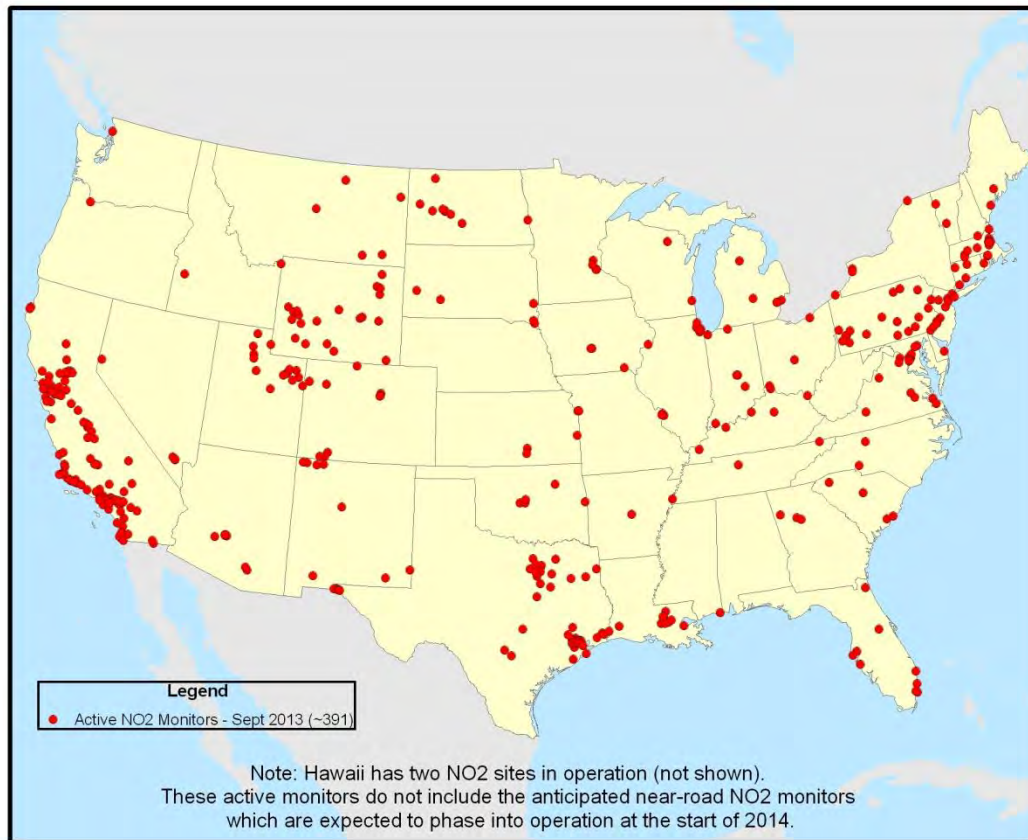 Legend
Active NO2 Monitors - Sept 2013 (~391)
Note: Hawaii has two NO2 sites in operation (not shown).
These active monitors do not include the anticipated near-road NO2 monitors
which are expected to phase into operation at the start of 2014.